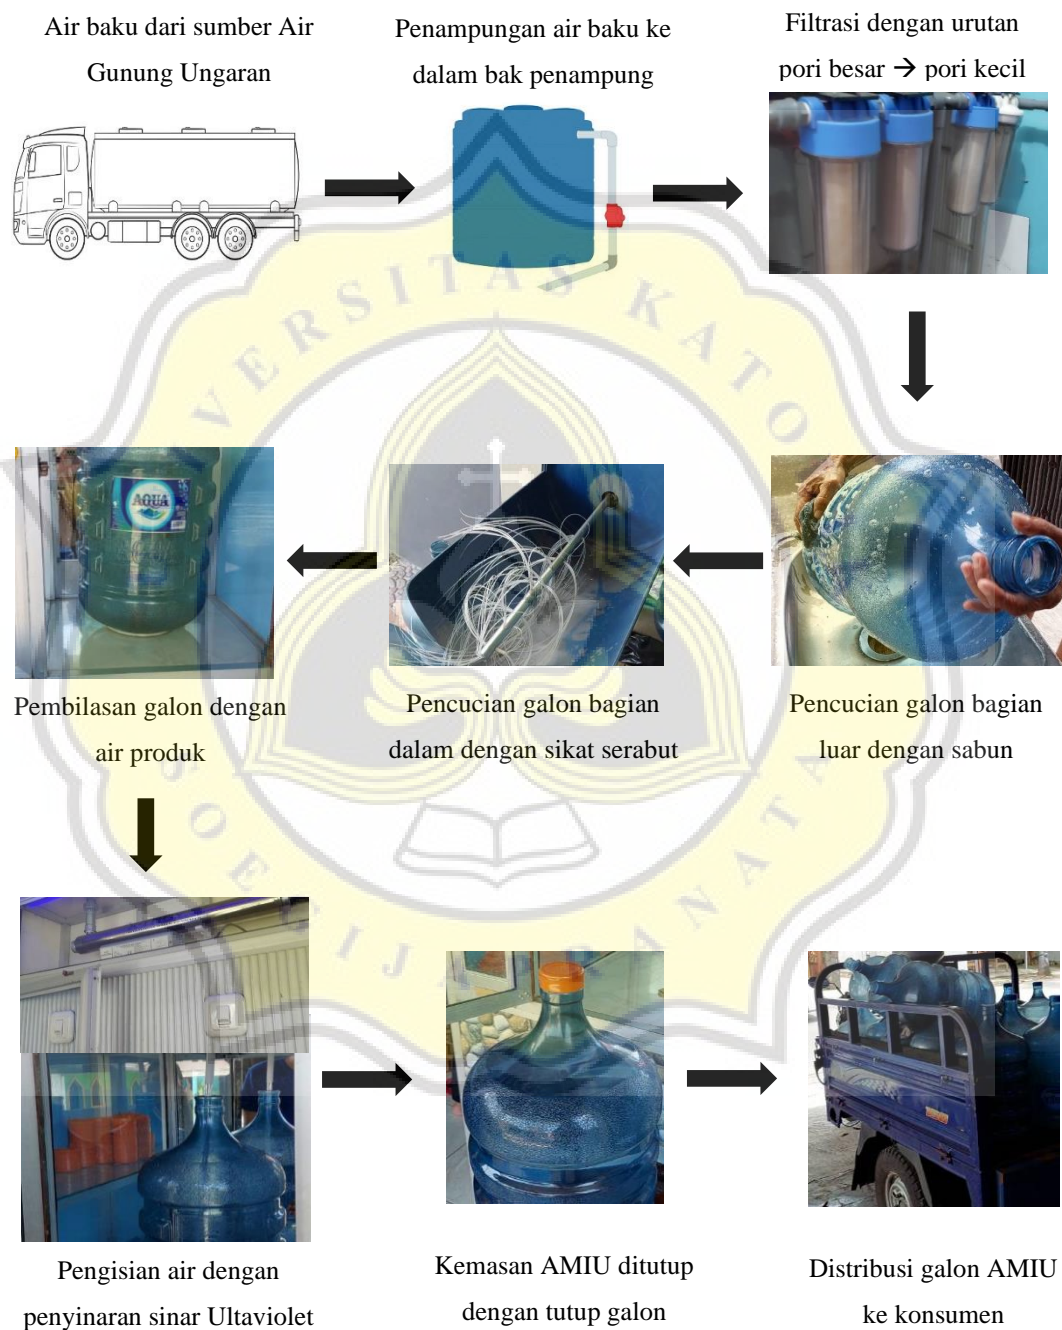 Air baku dari sumber Air
Gunung Ungaran
Penampungan air baku ke
dalam bak penampung
Filtrasi dengan urutan
pori besar → pori kecil
AQUA
Pencucian galon bagian
luar dengan sabun
Pencucian galon bagian
dalam dengan sikat serabut
Pembilasan galon dengan
air produk
Pengisian air dengan
penyinaran sinar Ultaviolet
Kemasan AMIU ditutup
dengan tutup galon
Distribusi galon AMIU
ke konsumen